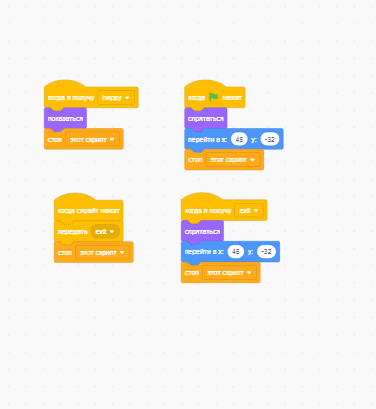 когда я получу happy
показаться
стоп этот скрипт
когда нажат
спрятаться
перейти в x: 45 y: -32
стоп этот скрипт
когда спрайт нажат
передать exit
стоп этот скрипт
когда я получу exit
спрятаться
перейти в x: 45 y: -32
стоп этот скрипт